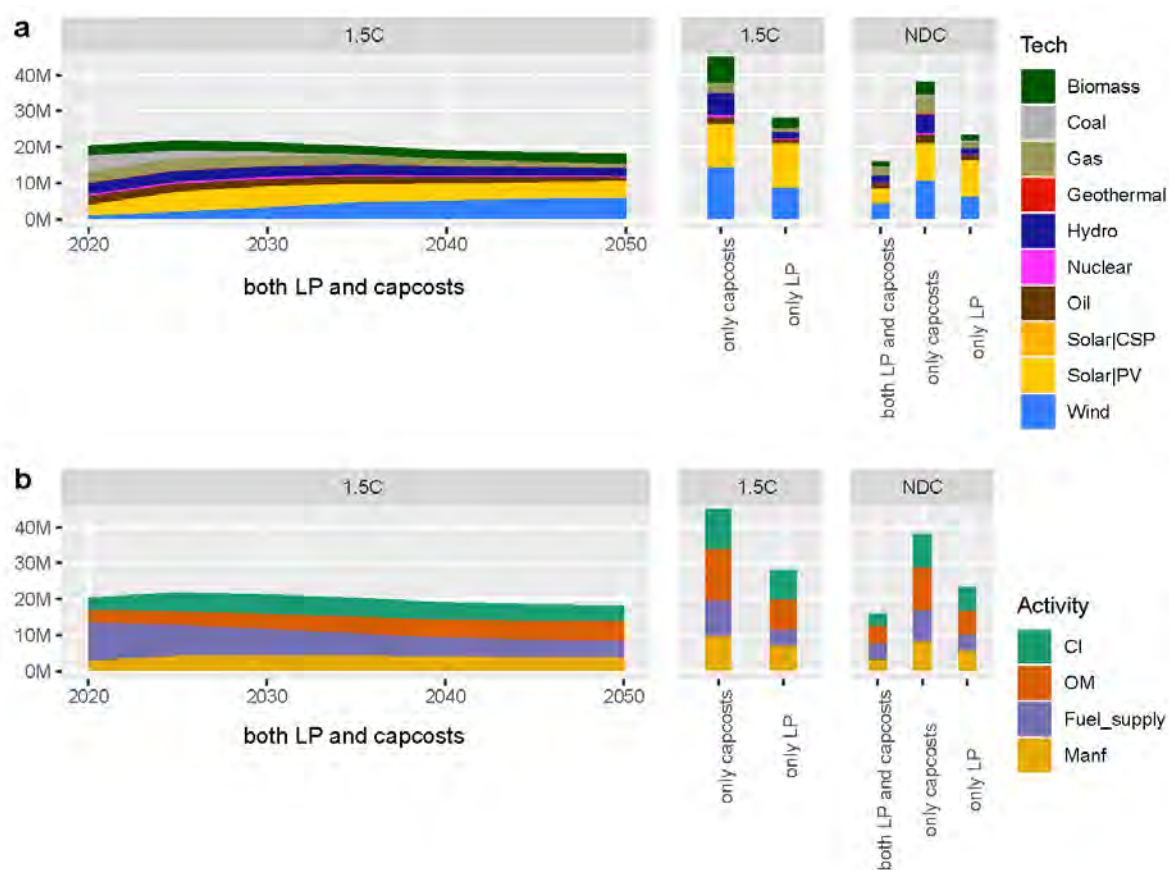 a
1.5C
1.5C
NDC
40M
30M
20M
10M
0M
2020
2030
2040
2050
both LP and capcosts
only capcosts
only LP
both LP and capcosts
only capcosts
only LP
Tech
Biomass
Coal
Gas
Geothermal
Hydro
Nuclear
Oil
Solar|CSP
Solar|PV
Wind
b
1.5C
1.5C
NDC
40M
30M
20M
10M
0M
2020
2030
2040
2050
both LP and capcosts
only capcosts
only LP
both LP and capcosts
only capcosts
only LP
Activity
CI
OM
Fuel_supply
Manf